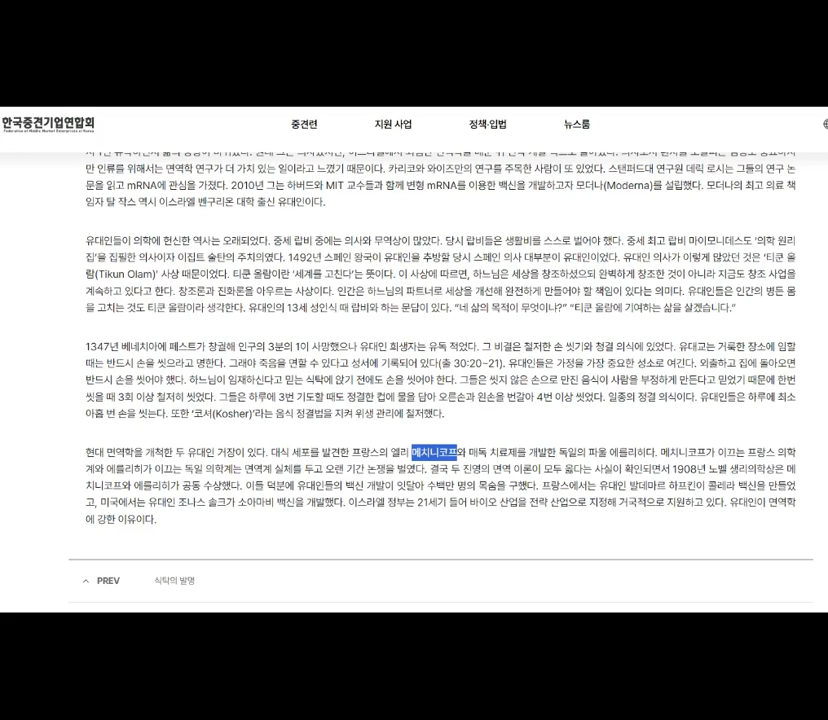 한국중견기업연합회
Federation of Middle Market Enterprises of Korea
중견련 지원 사업 정책·입법 뉴스룸
만 인류를 위해서는 면역학 연구가 더 가치 있는 일이라고 느꼈기 때문이다. 카리코와 와이즈만의 연구를 주목한 사람이 또 있었다. 스탠퍼드대 연구원 데릭 로시는 그들의 연구 논
문을 읽고 mRNA에 관심을 가졌다. 2010년 그는 하버드와 MIT 교수들과 함께 변형 mRNA를 이용한 백신을 개발하고자 모더나(Moderna)를 설립했다. 모더나의 최고 의료 책
임자 탈 작스 역시 이스라엘 벤구리온 대학 출신 유대인이다.
유대인들이 의학에 헌신한 역사는 오래되었다. 중세 랍비 중에는 의사와 무역상이 많았다. 당시 랍비들은 생활비를 스스로 벌어야 했다. 중세 최고 랍비 마이모니데스도 '의학 원리
집'을 집필한 의사이자 이집트 술탄의 주치의였다. 1492년 스페인 왕국이 유대인을 추방할 당시 스페인 의사 대부분이 유대인이었다. 유대인 의사가 이렇게 많았던 것은 '티쿤 올
람(Tikun Olam)' 사상 때문이었다. 티쿤 올람이란 '세계를 고친다'는 뜻이다. 이 사상에 따르면, 하느님은 세상을 창조하셨으되 완벽하게 창조한 것이 아니라 지금도 창조 사업을
계속하고 있다고 한다. 창조론과 진화론을 아우르는 사상이다. 인간은 하느님의 파트너로 세상을 개선해 완전하게 만들어야 할 책임이 있다는 의미다. 유대인들은 인간의 병든 몸
을 고치는 것도 티쿤 올람이라 생각한다. 유대인의 13세 성인식 때 랍비와 하는 문답이 있다. "네 삶의 목적이 무엇이냐?" "티쿤 올람에 기여하는 삶을 살겠습니다."
1347년 베네치아에 페스트가 창궐해 인구의 3분의 1이 사망했으나 유대인 희생자는 유독 적었다. 그 비결은 철저한 손 씻기와 청결 의식에 있었다. 유대교는 거룩한 장소에 임할
때는 반드시 손을 씻으라고 명한다. 그래야 죽음을 면할 수 있다고 성서에 기록되어 있다(출 30:20~21). 유대인들은 가정을 가장 중요한 성소로 여긴다. 외출하고 집에 돌아오면
반드시 손을 씻어야 했다. 하느님이 임재하신다고 믿는 식탁에 앉기 전에도 손을 씻어야 한다. 그들은 씻지 않은 손으로 만진 음식이 사람을 부정하게 만든다고 믿었기 때문에 한번
씻을 때 3회 이상 철저히 씻었다. 그들은 하루에 3번 기도할 때도 정결한 컵에 물을 담아 오른손과 왼손을 번갈아 4번 이상 씻었다. 일종의 정결 의식이다. 유대인들은 하루에 최소
아홉 번 손을 씻는다. 또한 '코셔(Kosher)'라는 음식 정결법을 지켜 위생 관리에 철저했다.
현대 면역학을 개척한 두 유대인 거장이 있다. 대식 세포를 발견한 프랑스의 엘리 메치니코프와 매독 치료제를 개발한 독일의 파울 에를리히다. 메치니코프가 이끄는 프랑스 의학
계와 에를리히가 이끄는 독일 의학계는 면역계 실체를 두고 오랜 기간 논쟁을 벌였다. 결국 두 진영의 면역 이론이 모두 옳다는 사실이 확인되면서 1908년 노벨 생리의학상은 메
치니코프와 에를리히가 공동 수상했다. 이들 덕분에 유대인들의 백신 개발이 잇달아 수백만 명의 목숨을 구했다. 프랑스에서는 유대인 발데마르 하프킨이 콜레라 백신을 만들었
고, 미국에서는 유대인 조나스 솔크가 소아마비 백신을 개발했다. 이스라엘 정부는 21세기 들어 바이오 산업을 전략 산업으로 지정해 거국적으로 지원하고 있다. 유대인이 면역학
에 강한 이유이다.
PREV 식탁의 발명